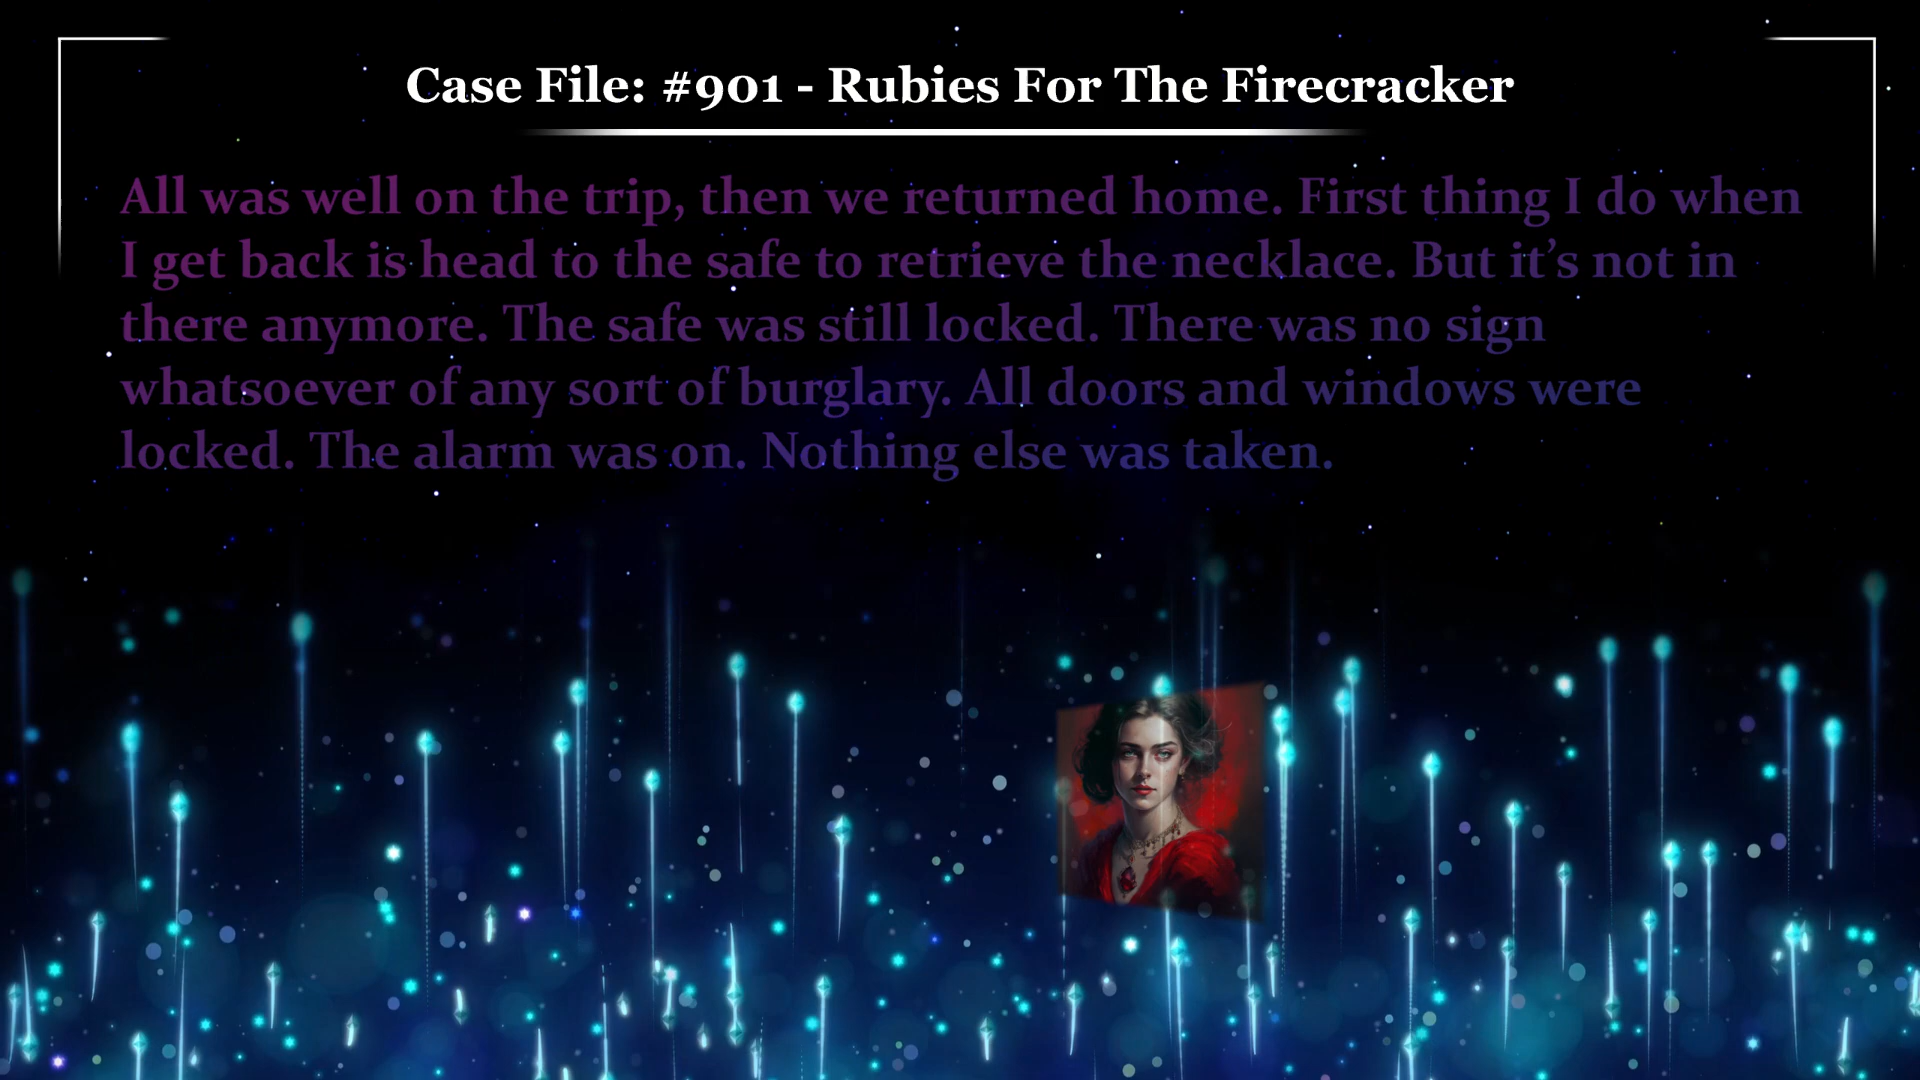 Case File: #901 - Rubies For The Firecracker
All was well on the trip, then we returned home. First thing I do when
I get back is head to the safe to retrieve the necklace. But it’s not in
there anymore. The safe was still locked. There was no sign
whatsoever of any sort of burglary. All doors and windows were
locked. The alarm was on. Nothing else was taken.